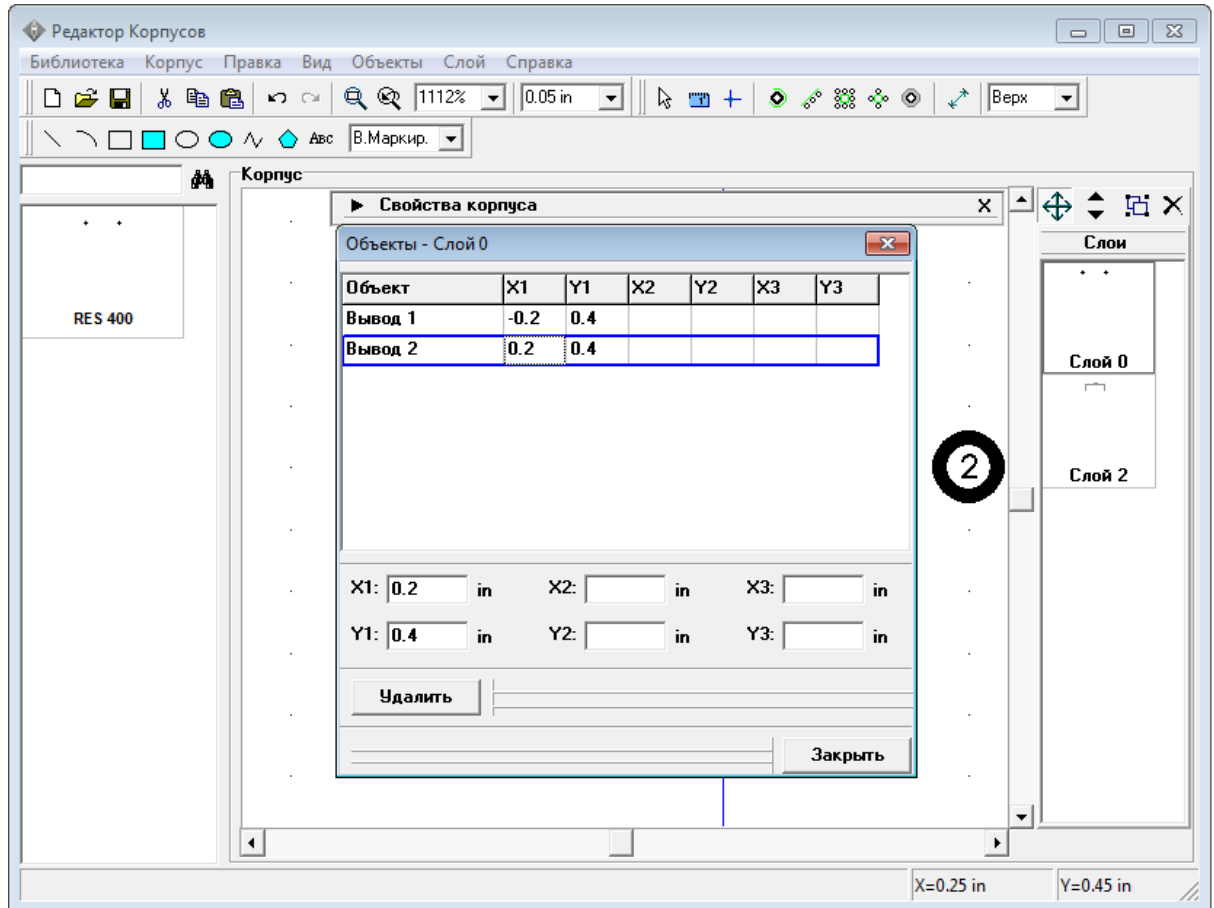 Редактор Корпусов
Библиотека Корпус Правка Вид Объекты Слой Справка
1112% 0.05 in Верх
Abc В.Маркир.
Корпус
Свойства корпуса X
Слои
RES 400
Объекты - Слой 0
Объект X1 Y1 X2 Y2 X3 Y3
Вывод 1 -0.2 0.4
Вывод 2 0.2 0.4
Слой 0
2
Слой 2
X1: 0.2 in X2: in X3: in
Y1: 0.4 in Y2: in Y3: in
Удалить
Закрыть
X=0.25 in Y=0.45 in